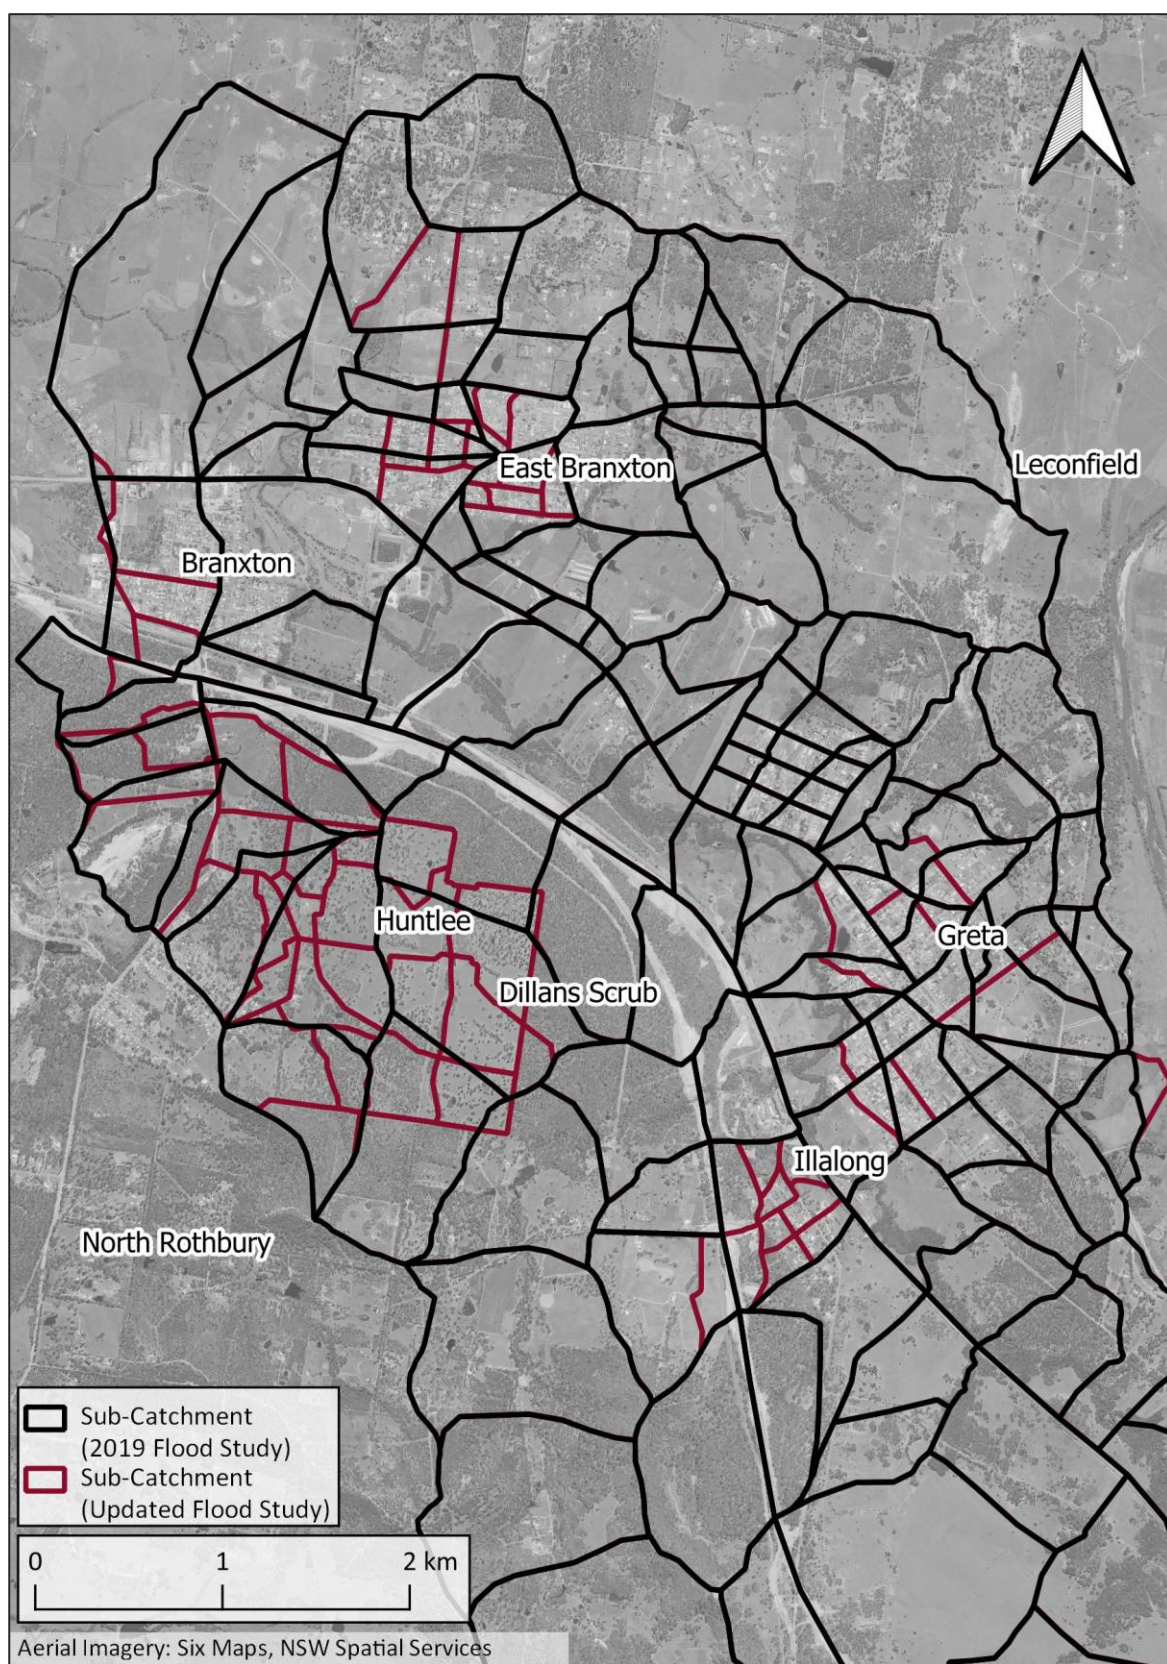 East Branxton
Leconfield
Branxton
Huntlee
Greta
Dillans Scrub
Illalong
North Rothbury
Sub-Catchment
(2019 Flood Study)
Sub-Catchment
(Updated Flood Study)
0 1 2 km
Aerial Imagery: Six Maps, NSW Spatial Services